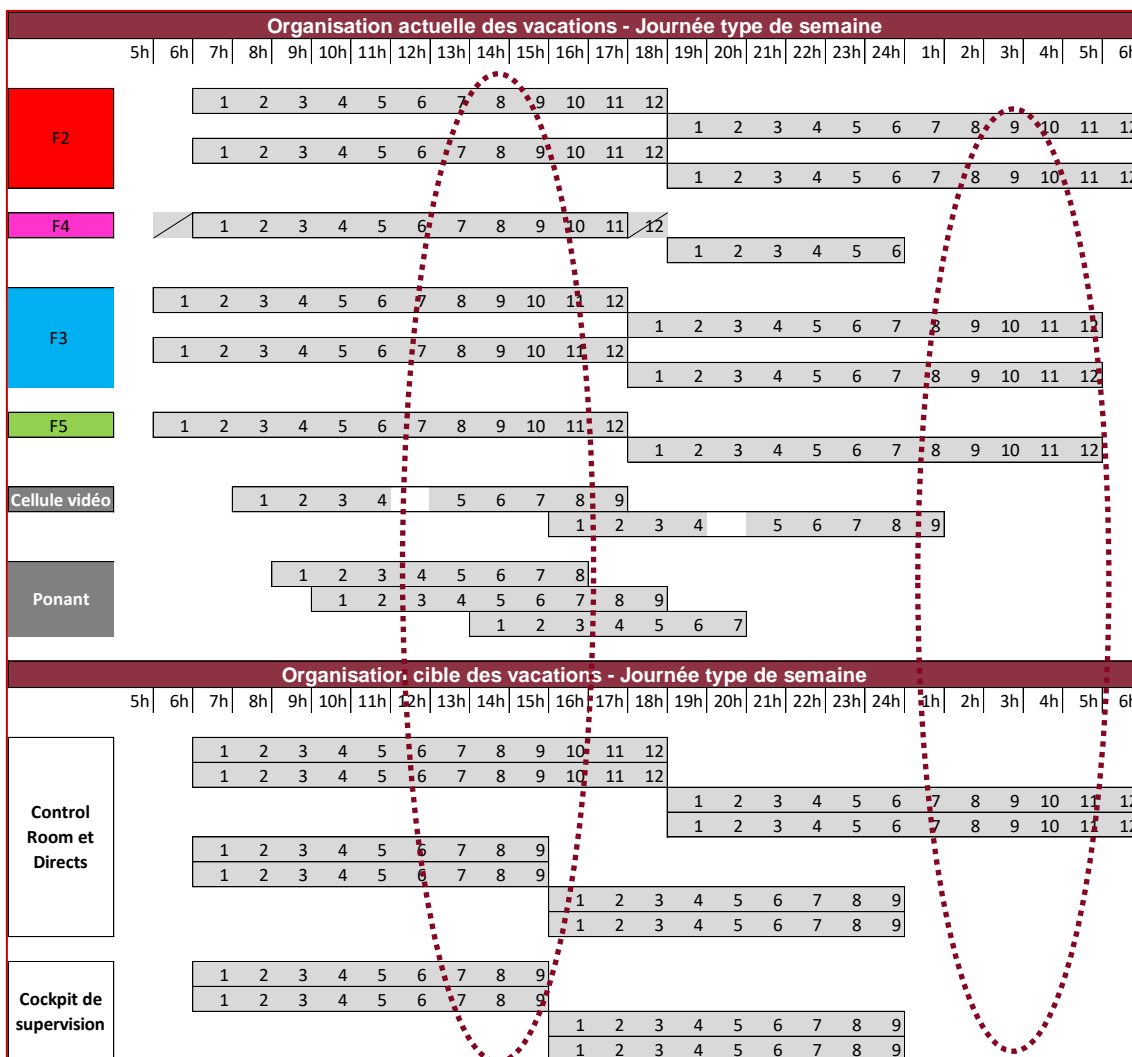 Organisation actuelle des vacations - Journée type de semaine
5h 6h 7h 8h 9h 10h 11h 12h 13h 14h 15h 16h 17h 18h 19h 20h 21h 22h 23h 24h 1h 2h 3h 4h 5h 6h
1 2 3 4 5 6 7 8 9 10 11 12
F2
1 2 3 4 5 6 7 8 9 10 11 12
1 2 3 4 5 6 7 8 9 10 11 12
1 2 3 4 5 6 7 8 9 10 11 12
F4 1 2 3 4 5 6 7 8 9 10 11 12
1 2 3 4 5 6
1 2 3 4 5 6 7 8 9 10 11 12
1 2 3 4 5 6 7 8 9 10 11 12
F3
1 2 3 4 5 6 7 8 9 10 11 12
1 2 3 4 5 6 7 8 9 10 11 12
F5 1 2 3 4 5 6 7 8 9 10 11 12
1 2 3 4 5 6 7 8 9 10 11 12
Cellule vidéo 1 2 3 4 5 6 7 8 9
1 2 3 4 5 6 7 8 9
1 2 3 4 5 6 7 8
Ponant 1 2 3 4 5 6 7 8 9
1 2 3 4 5 6 7
Organisation cible des vacations - Journée type de semaine
5h 6h 7h 8h 9h 10h 11h 12h 13h 14h 15h 16h 17h 18h 19h 20h 21h 22h 23h 24h 1h 2h 3h 4h 5h 6h
1 2 3 4 5 6 7 8 9 10 11 12
1 2 3 4 5 6 7 8 9 10 11 12
1 2 3 4 5 6 7 8 9 10 11 12
1 2 3 4 5 6 7 8 9 10 11 12
Control
Room et
Directs
1 2 3 4 5 6 7 8 9
1 2 3 4 5 6 7 8 9
1 2 3 4 5 6 7 8 9
1 2 3 4 5 6 7 8 9
1 2 3 4 5 6 7 8 9
1 2 3 4 5 6 7 8 9
Cockpit de
supervision
1 2 3 4 5 6 7 8 9
1 2 3 4 5 6 7 8 9